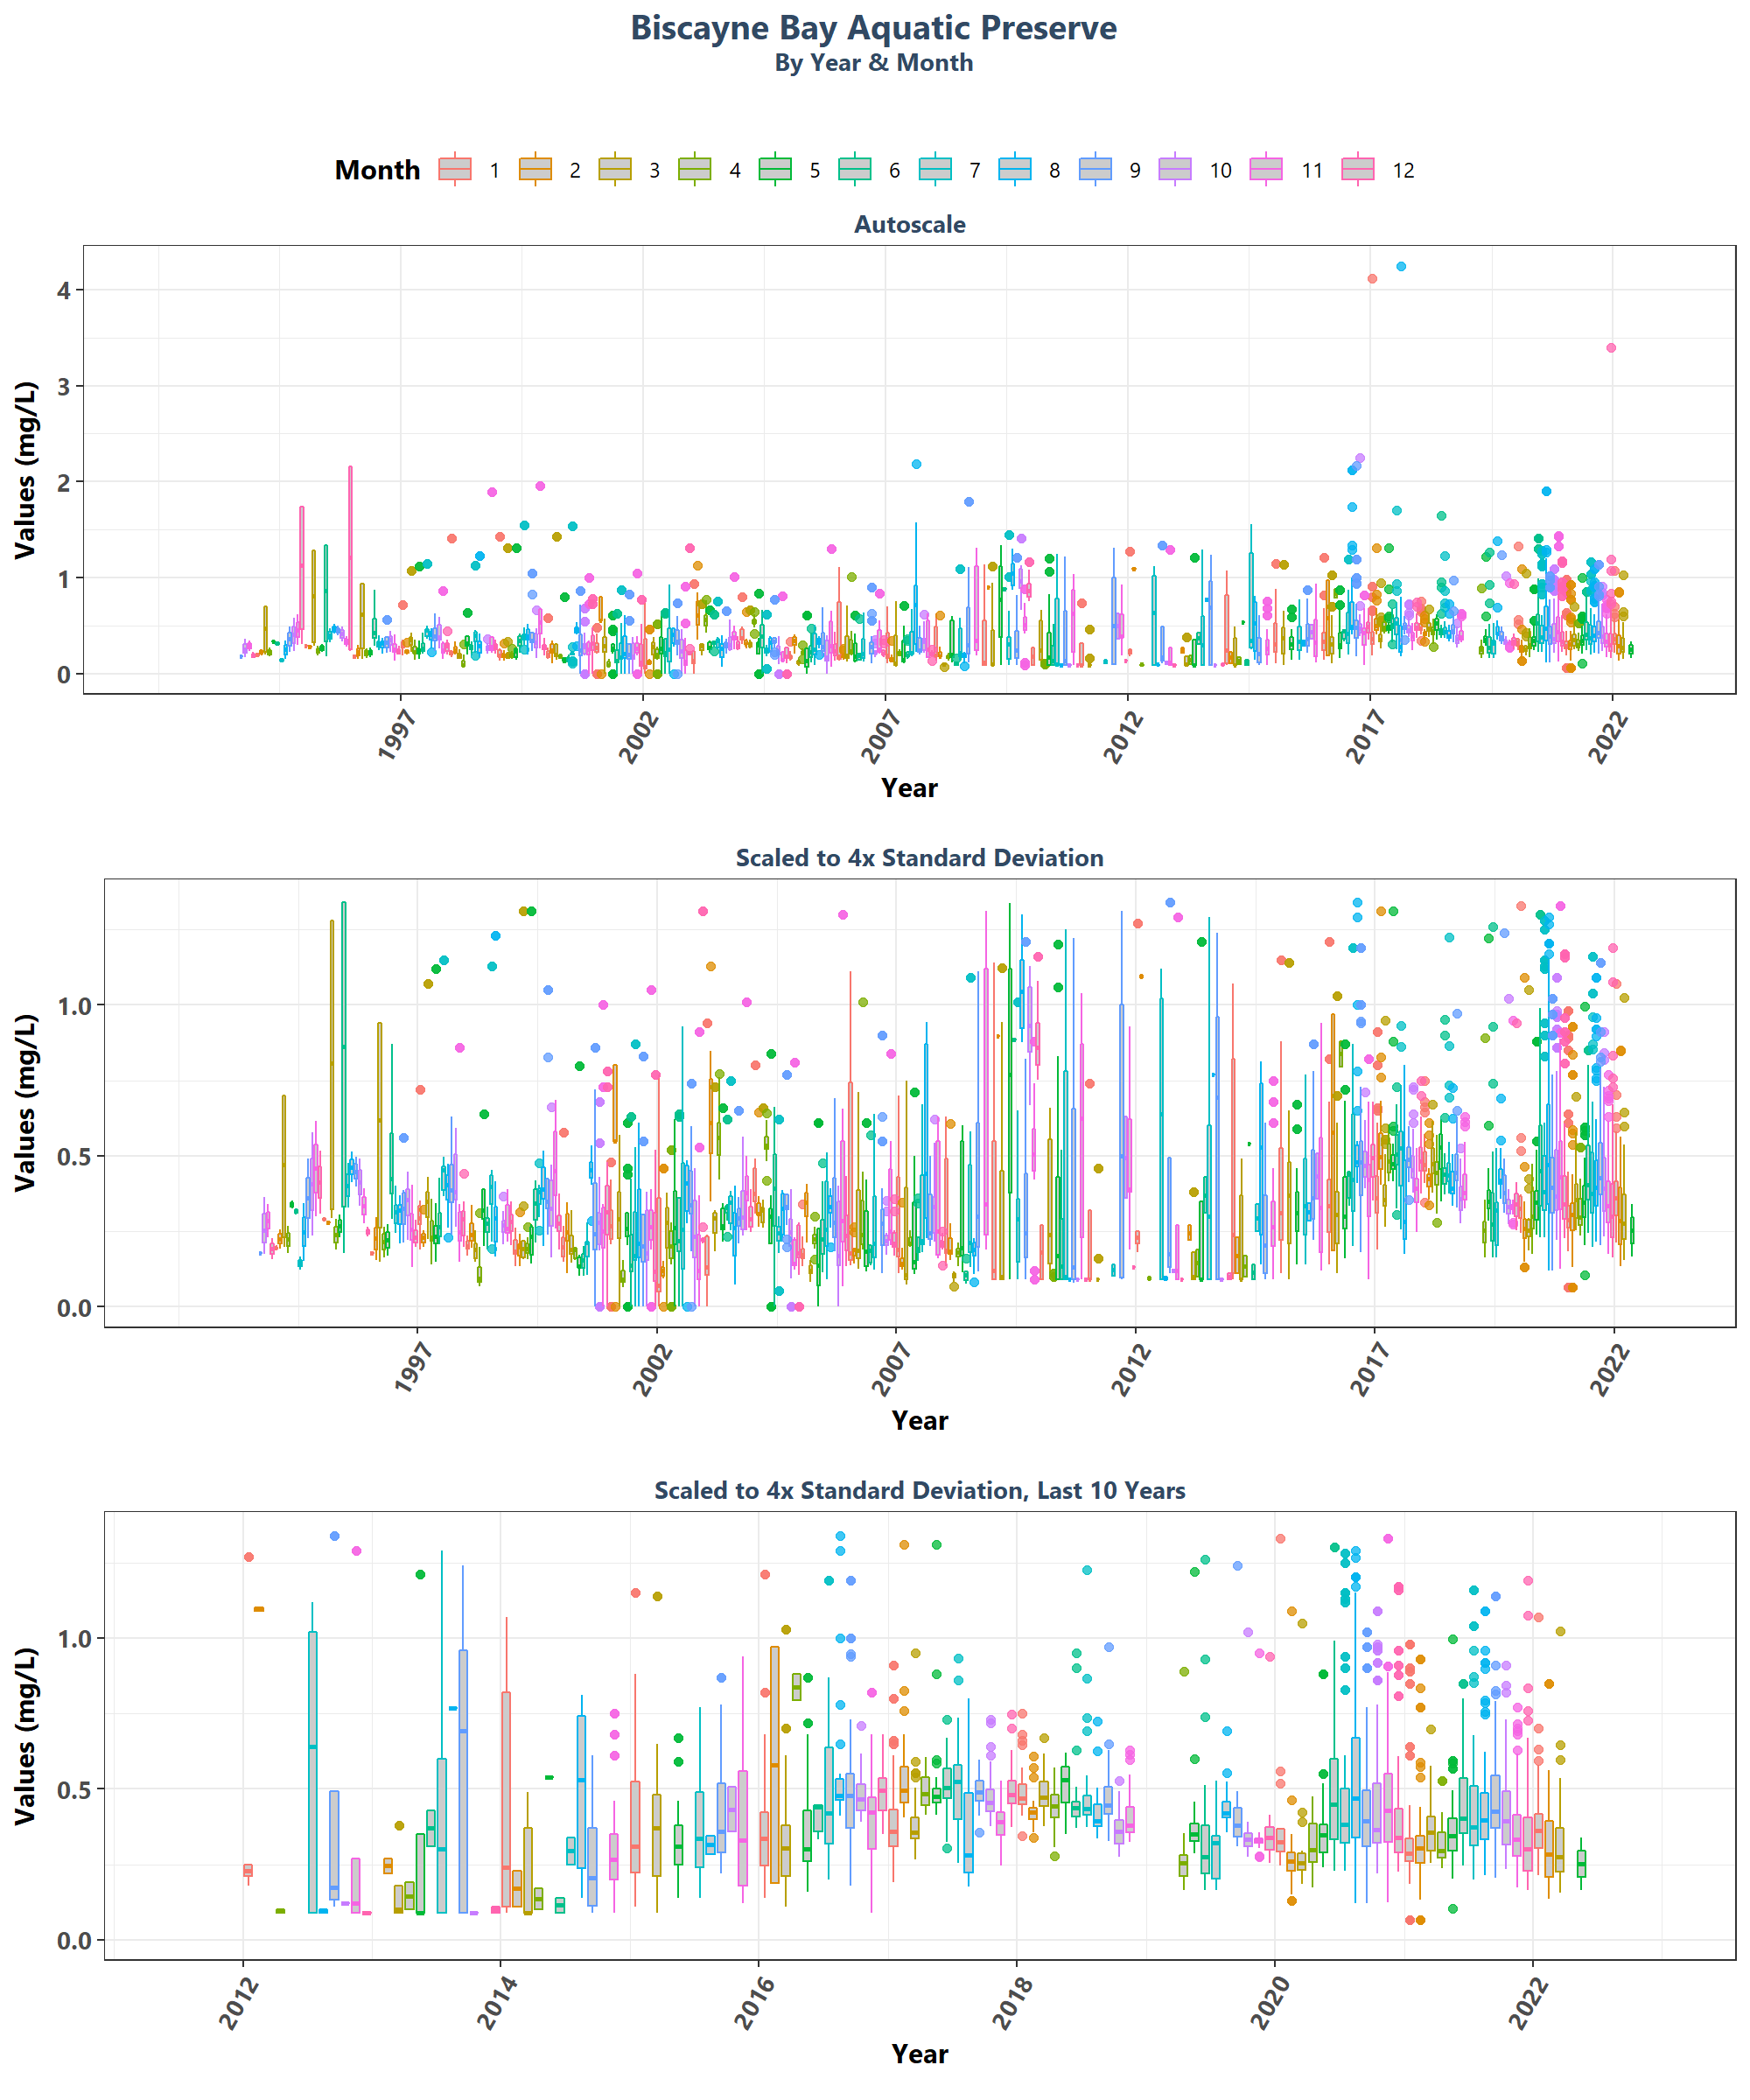 Biscayne Bay Aquatic Preserve
By Year & Month
Month 1 2 3 4 5 6 7 8 9 10 11 12
Autoscale
Values (mg/L)
4
3
2
1
0
1997 2002 2007 2012 2017 2022
Year
Scaled to 4x Standard Deviation
Values (mg/L)
1.0
0.5
0.0
1997 2002 2007 2012 2017 2022
Year
Scaled to 4x Standard Deviation, Last 10 Years
Values (mg/L)
1.0
0.5
0.0
2012 2014 2016 2018 2020 2022
Year